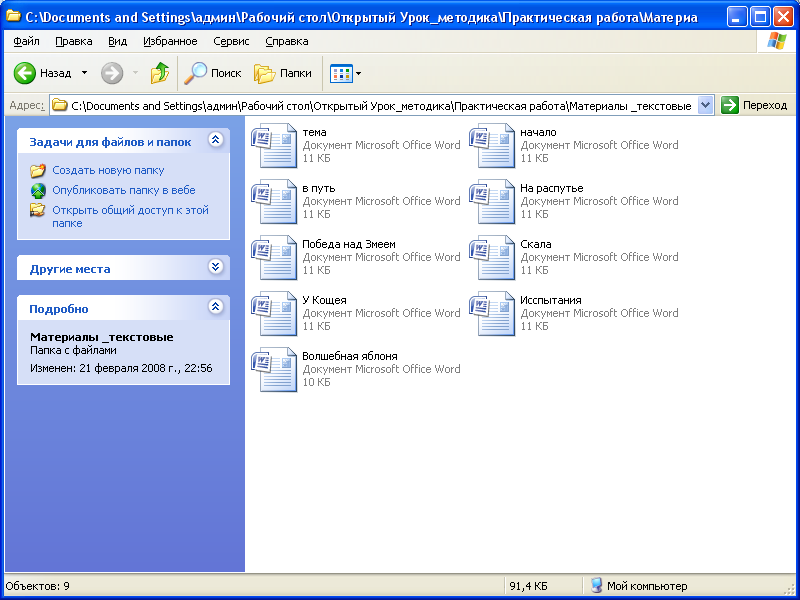 C:\Documents and Settings\админ\Рабочий стол\Открытый Урок_методика\Практическая работа\Материа
Файл Правка Вид Избранное Сервис Справка
Назад Поиск Папки
Адрес: C:\Documents and Settings\админ\Рабочий стол\Открытый Урок_методика\Практическая работа\Материалы _текстовые Переход
Задачи для файлов и папок
Создать новую папку
Опубликовать папку в вебе
Открыть общий доступ к этой
папке
Другие места
Подробно
Материалы _текстовые
Папка с файлами
Изменен: 21 февраля 2008 г., 22:56
тема
Документ Microsoft Office Word
11 КБ
начало
Документ Microsoft Office Word
11 КБ
в путь
Документ Microsoft Office Word
11 КБ
На распутье
Документ Microsoft Office Word
11 КБ
Победа над Змеем
Документ Microsoft Office Word
11 КБ
Скала
Документ Microsoft Office Word
11 КБ
У Кощея
Документ Microsoft Office Word
11 КБ
Исспытания
Документ Microsoft Office Word
11 КБ
Волшебная яблоня
Документ Microsoft Office Word
10 КБ
Объектов: 9 91,4 КБ Мой компьютер